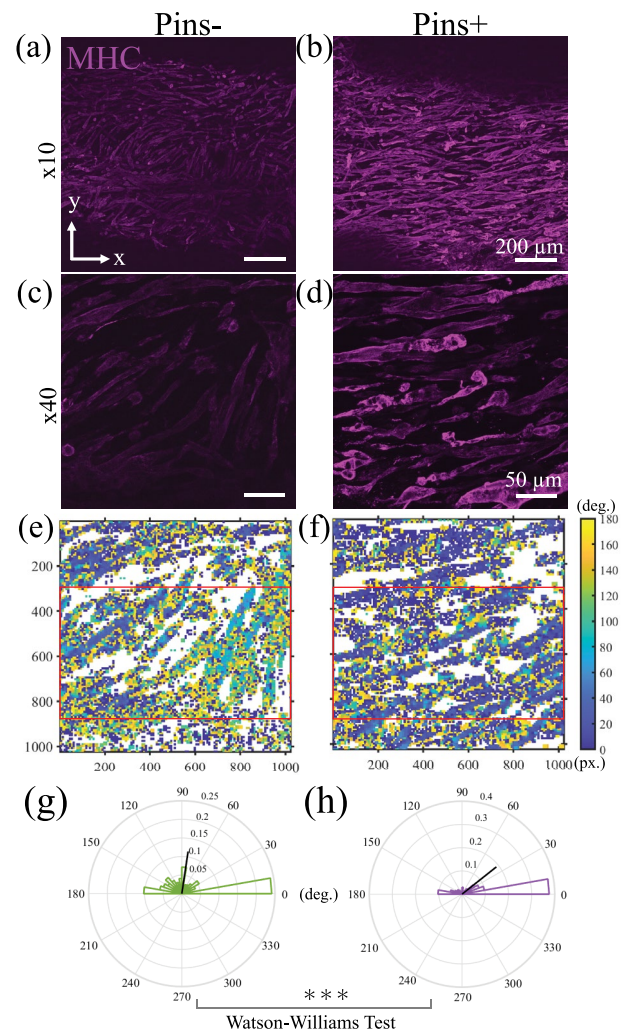 Pins- Pins+
(a) MHC (b)
x10
y
x
200 µm
(c) (d)
x40
50 µm
(e) (f) (deg.)
200
400
600
800
1000
200 400 600 800 1000
200 400 600 800 1000
180
160
140
120
100
80
60
40
20
0
(px.)
(g) (h)
90 0.25
120 60
0.2
150 0.15 30
0.1
0.05
180 0
210 330
240 300
270
(deg.)
90 0.4
120 60
0.3
150 0.2 30
0.1
180 0
210 330
240 300
270
***
Watson-Williams Test